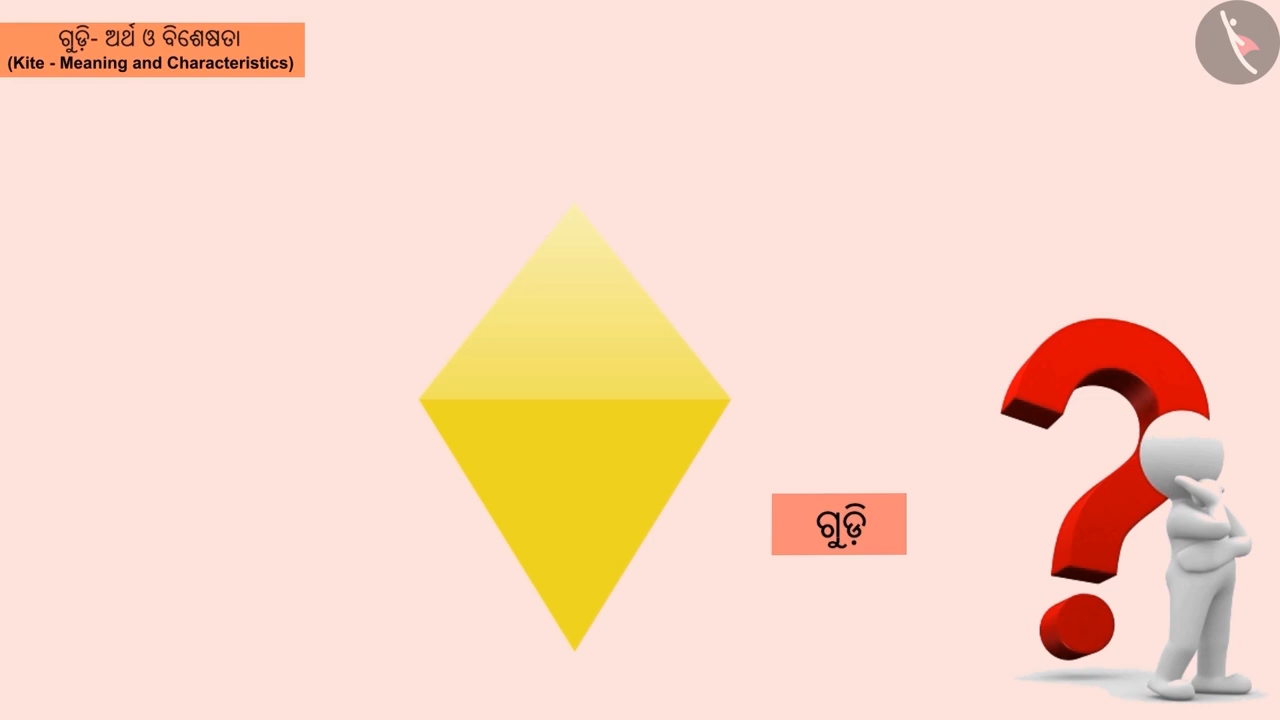 ଗୁଡ଼ି- ଅର୍ଥ ଓ ବିଶେଷତା
(Kite - Meaning and Characteristics)
ଗୁଡ଼ି